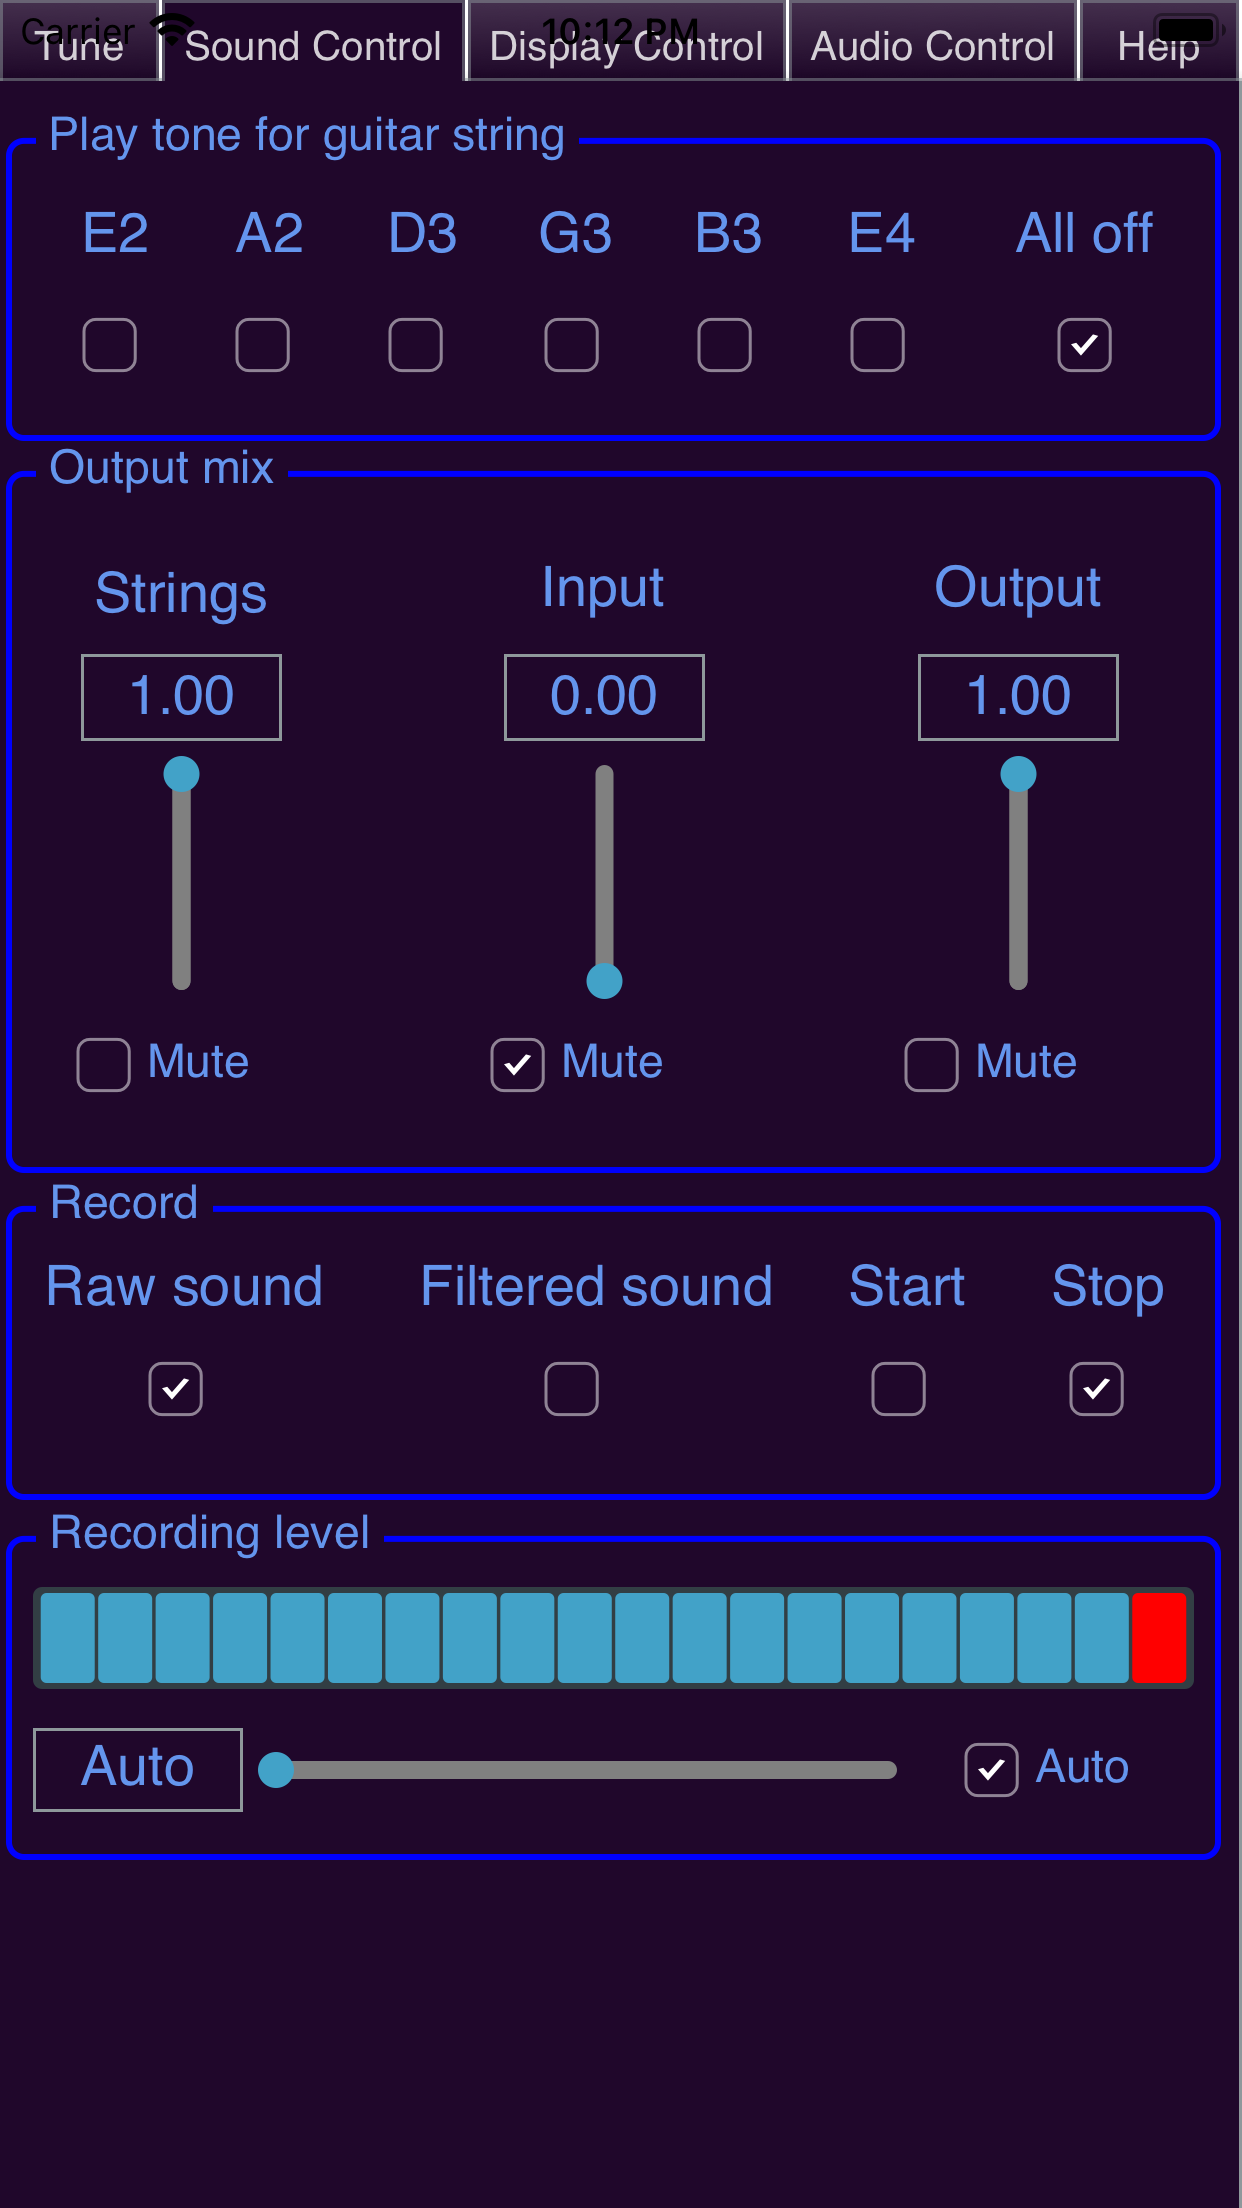 Carrier 10:12 PM
Tune Sound Control Display Control Audio Control Help
Play tone for guitar string
E2 A2 D3 G3 B3 E4 All off
Output mix
Strings Input Output
1.00 0.00 1.00
Mute Mute Mute
Record
Raw sound Filtered sound Start Stop
Recording level
Auto Auto